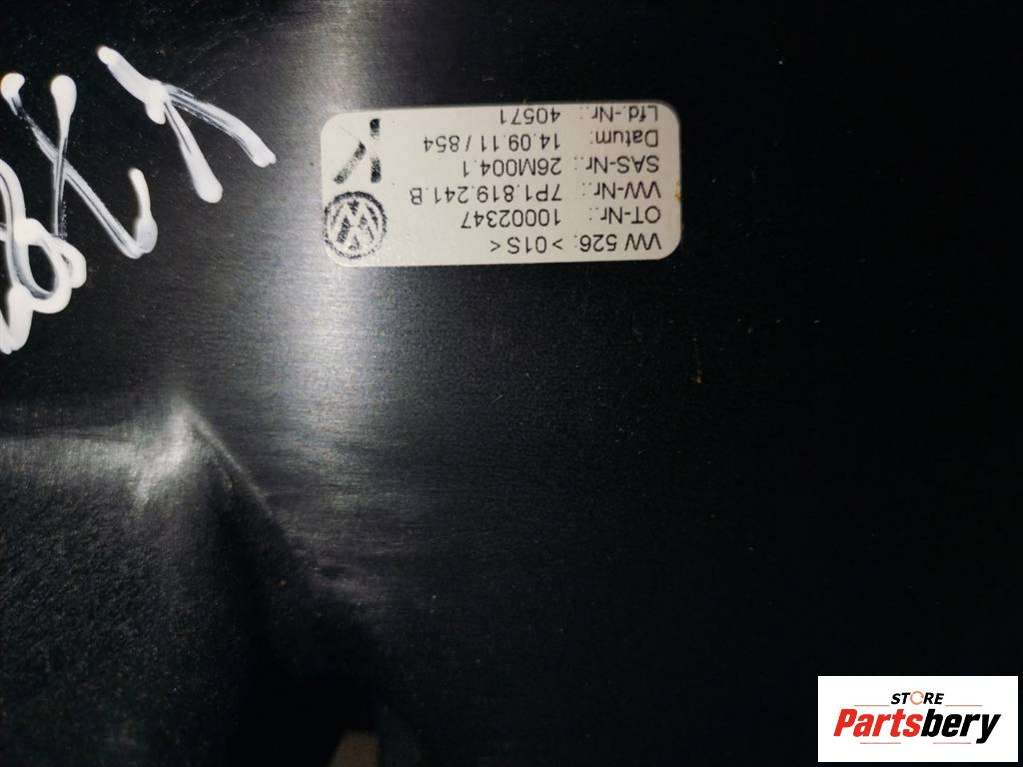 VW 526: >01S<
OT-Nr.: 10002347
VW-Nr.: 7P1.819.241.B
SAS-Nr.: 26M004.1
Datum: 14.09.11 / 854
Lfd.-Nr.: 40571
STORE
Partsbery